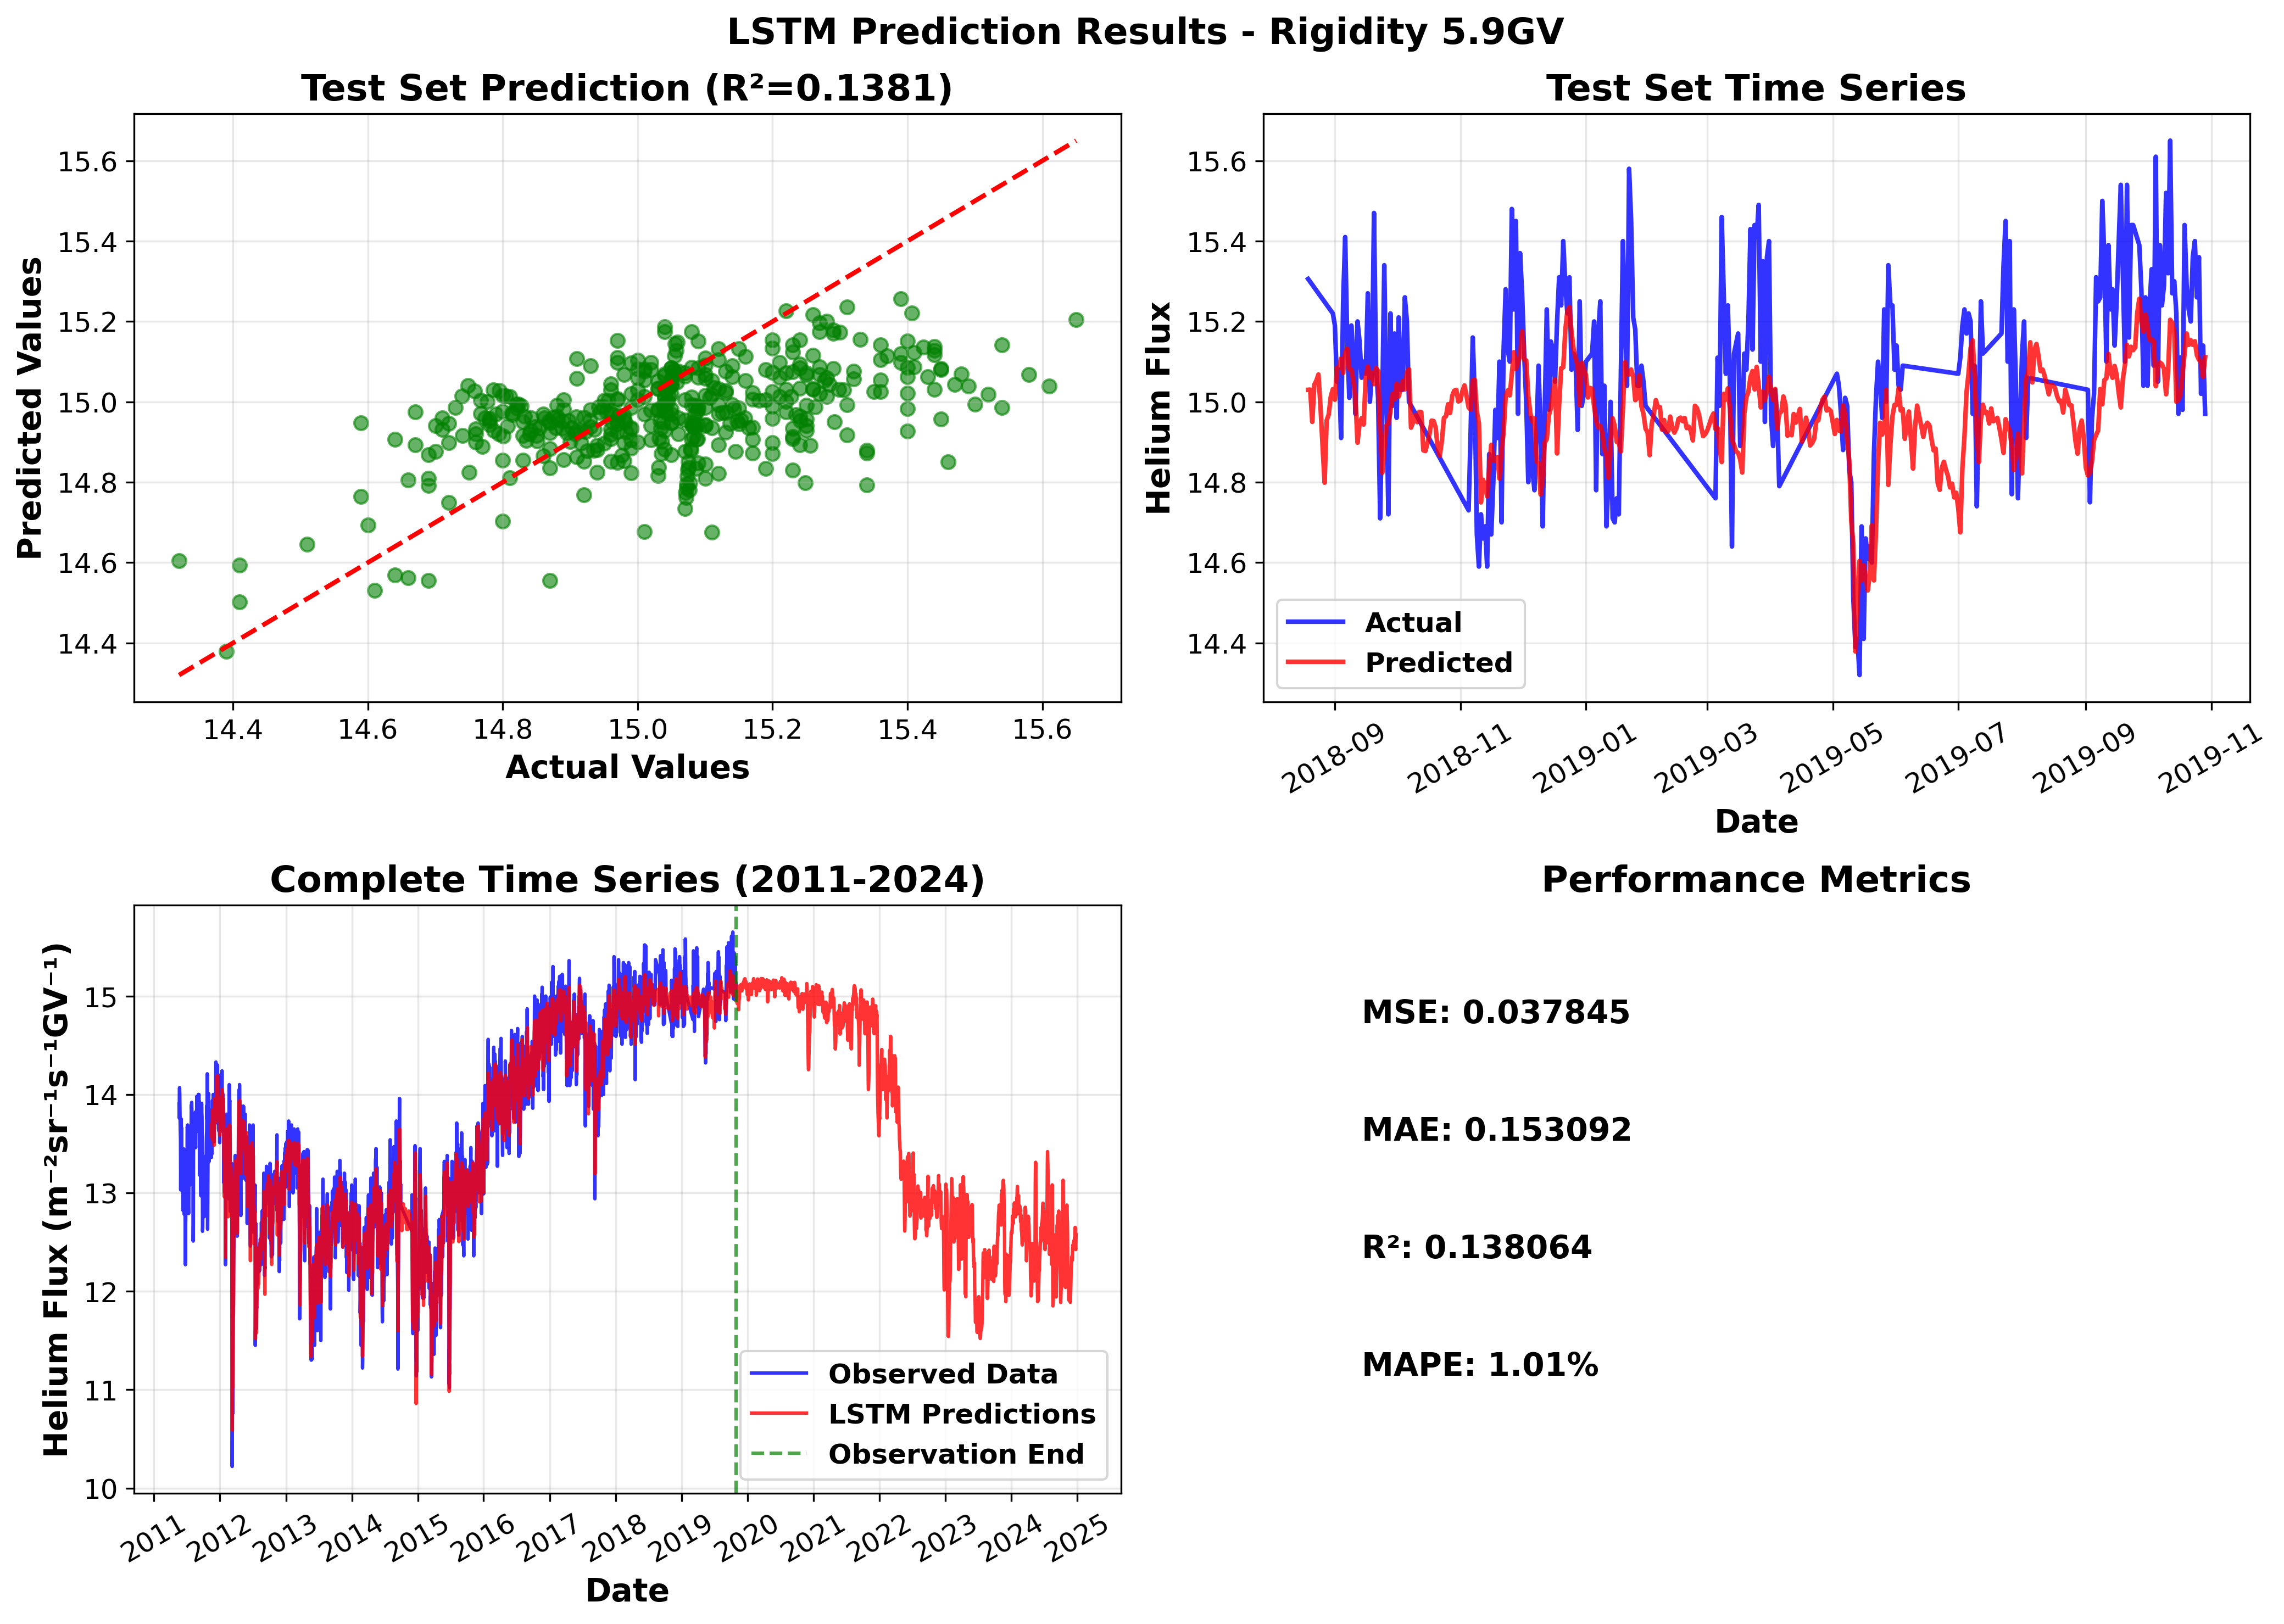 LSTM Prediction Results - Rigidity 5.9GV
Test Set Prediction (R²=0.1381)
Predicted Values
15.6
15.4
15.2
15.0
14.8
14.6
14.4
14.4 14.6 14.8 15.0 15.2 15.4 15.6
Actual Values
Test Set Time Series
Helium Flux
15.6
15.4
15.2
15.0
14.8
14.6
14.4
Actual
Predicted
2018-09 2018-11 2019-01 2019-03 2019-05 2019-07 2019-09 2019-11
Date
Complete Time Series (2011-2024)
Helium Flux (m⁻²sr⁻¹s⁻¹GV⁻¹)
15
14
13
12
11
10
Observed Data
LSTM Predictions
Observation End
2011 2012 2013 2014 2015 2016 2017 2018 2019 2020 2021 2022 2023 2024 2025
Date
Performance Metrics
MSE: 0.037845
MAE: 0.153092
R²: 0.138064
MAPE: 1.01%